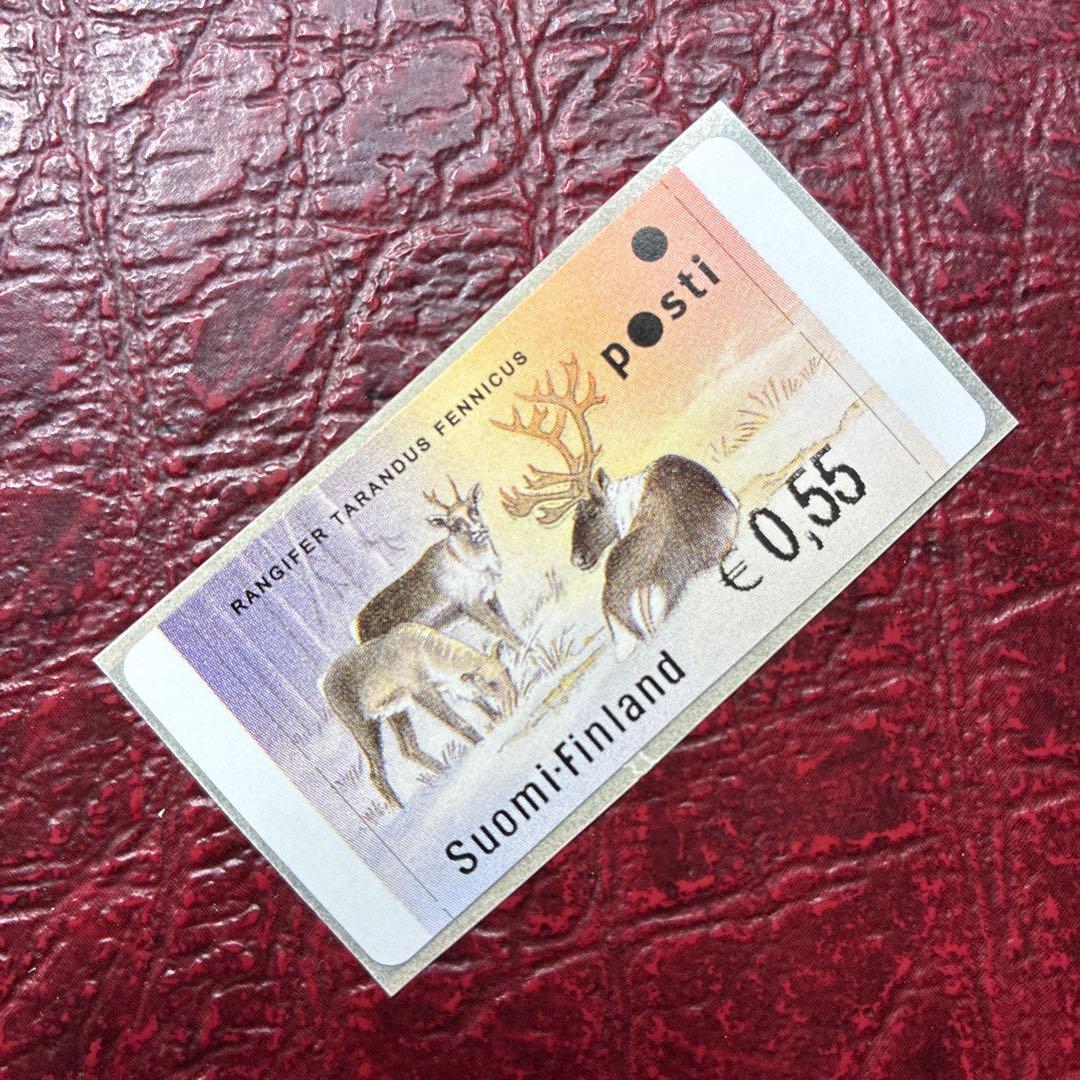 RANGIFER TARANDUS FENNICUS
posti
€ 0,55
Suomi·Finland